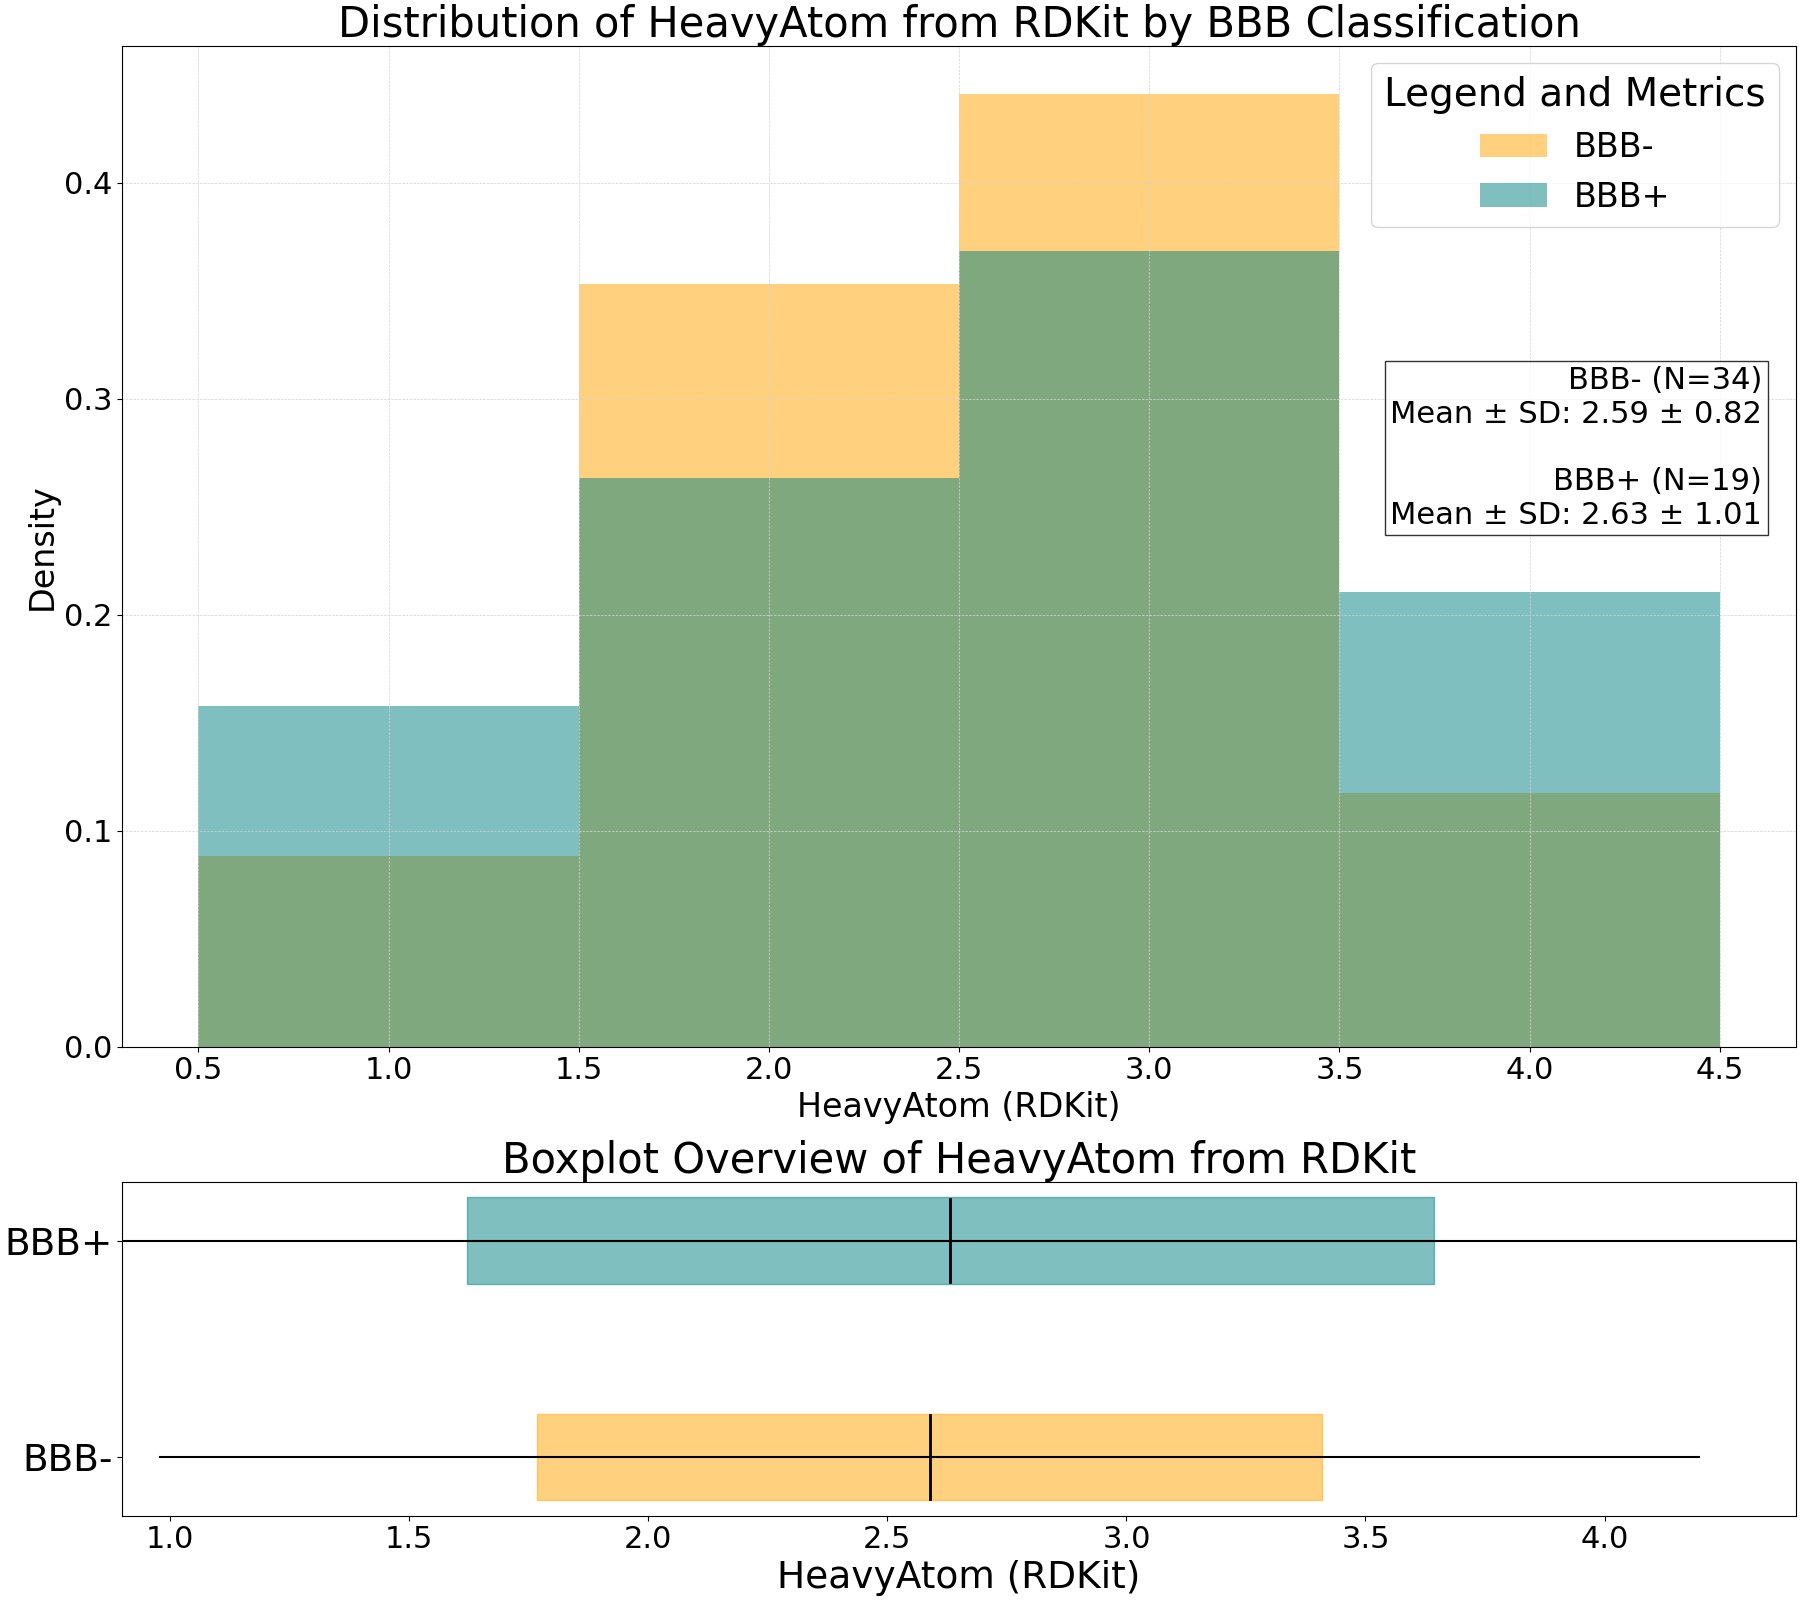 Distribution of HeavyAtom from RDKit by BBB Classification
Legend and Metrics
BBB-
BBB+
BBB- (N=34)
Mean ± SD: 2.59 ± 0.82
BBB+ (N=19)
Mean ± SD: 2.63 ± 1.01
Density
0.4
0.3
0.2
0.1
0.0
0.5 1.0 1.5 2.0 2.5 3.0 3.5 4.0 4.5
HeavyAtom (RDKit)
Boxplot Overview of HeavyAtom from RDKit
BBB+
BBB-
1.0 1.5 2.0 2.5 3.0 3.5 4.0
HeavyAtom (RDKit)